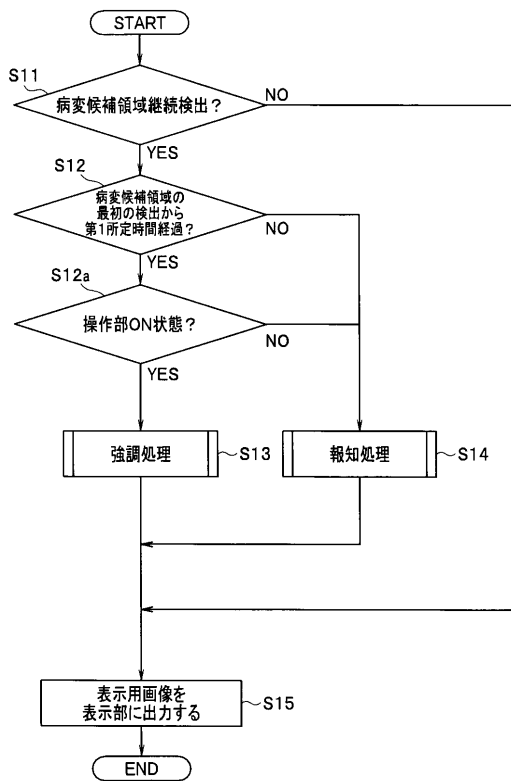 START
S11
病変候補領域継続検出?
NO
YES
S12
病変候補領域の
最初の検出から
第1所定時間経過?
NO
YES
S12a
操作部ON状態?
NO
YES
強調処理
S13
報知処理
S14
表示用画像を
表示部に出力する
S15
END